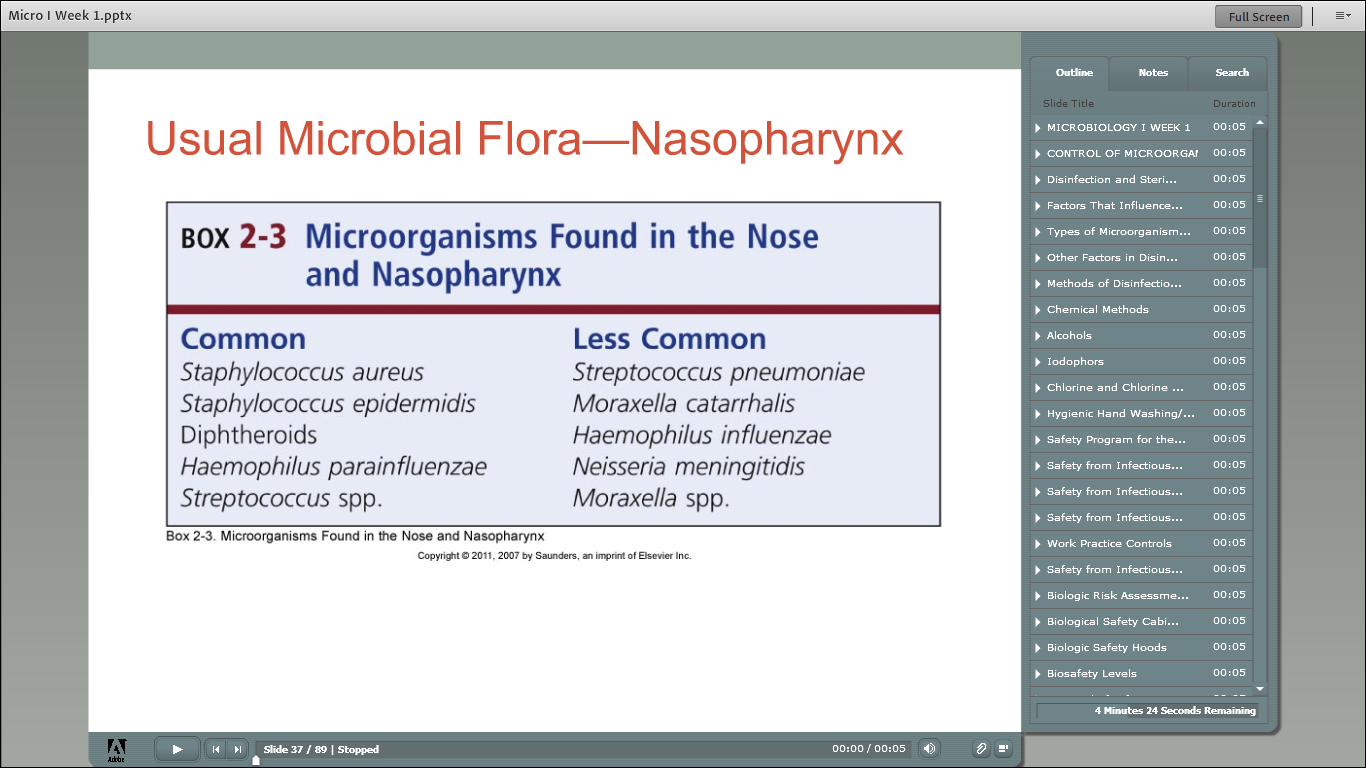 Micro I Week 1.pptx
Full Screen
Usual Microbial Flora—Nasopharynx
BOX 2-3 Microorganisms Found in the Nose
and Nasopharynx
Common
Staphylococcus aureus
Staphylococcus epidermidis
Diphtheroids
Haemophilus parainfluenzae
Streptococcus spp.
Less Common
Streptococcus pneumoniae
Moraxella catarrhalis
Haemophilus influenzae
Neisseria meningitidis
Moraxella spp.
Box 2-3. Microorganisms Found in the Nose and Nasopharynx
Copyright © 2011, 2007 by Saunders, an imprint of Elsevier Inc.
Outline Notes Search
Slide Title Duration
MICROBIOLOGY I WEEK 1 00:05
CONTROL OF MICROORGAN 00:05
Disinfection and Steri... 00:05
Factors That Influence... 00:05
Types of Microorganism... 00:05
Other Factors in Disin... 00:05
Methods of Disinfectio... 00:05
Chemical Methods 00:05
Alcohols 00:05
Iodophors 00:05
Chlorine and Chlorine ... 00:05
Hygienic Hand Washing/... 00:05
Safety Program for the... 00:05
Safety from Infectious... 00:05
Safety from Infectious... 00:05
Safety from Infectious... 00:05
Work Practice Controls 00:05
Safety from Infectious... 00:05
Biologic Risk Assessme... 00:05
Biological Safety Cabi... 00:05
Biologic Safety Hoods 00:05
Biosafety Levels 00:05
4 Minutes 24 Seconds Remaining
Adobe
Slide 37 / 89 | Stopped
00:00 / 00:05